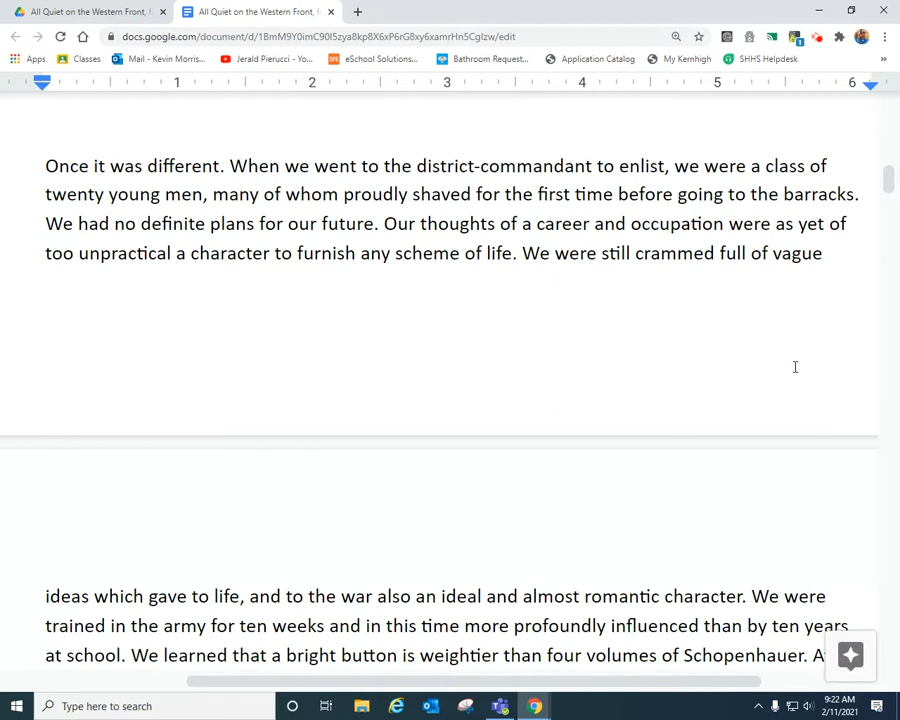 All Quiet on the Western Front, f
All Quiet on the Western Front, f
docs.google.com/document/d/1BmM9Y0imC90I5zya8kp8X6xP6rG8xy6xamrHn5CgIzw/edit
Apps
Classes
Mail - Kevin Morris...
Jerald Pierucci - Yo...
eSchool Solutions...
Bathroom Request...
Application Catalog
My Kernhigh
SHHS Helpdesk
»
1 2 3 4 5 6
Once it was different. When we went to the district-commandant to enlist, we were a class of
twenty young men, many of whom proudly shaved for the first time before going to the barracks.
We had no definite plans for our future. Our thoughts of a career and occupation were as yet of
too unpractical a character to furnish any scheme of life. We were still crammed full of vague
ideas which gave to life, and to the war also an ideal and almost romantic character. We were
trained in the army for ten weeks and in this time more profoundly influenced than by ten years
at school. We learned that a bright button is weightier than four volumes of Schopenhauer.
Type here to search
9:22 AM
2/11/2021